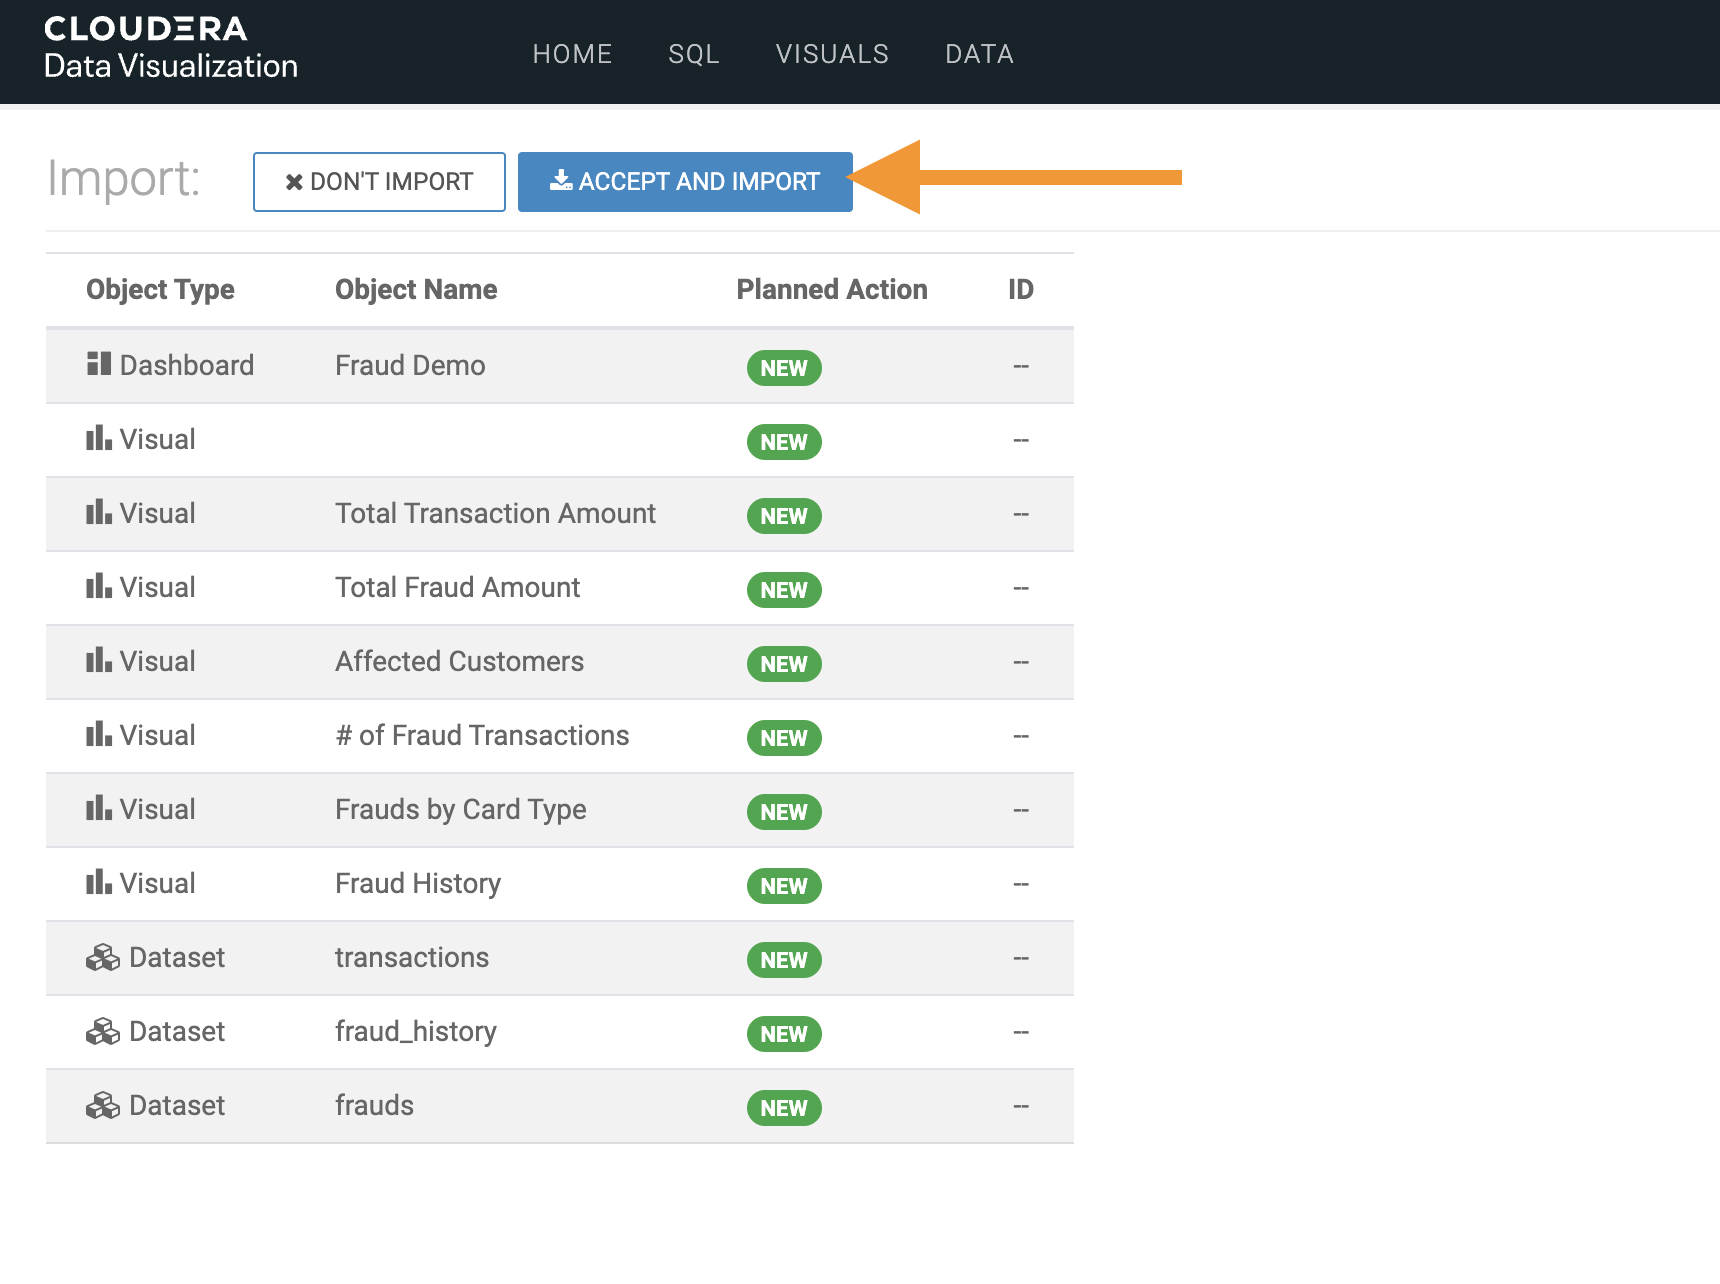 CLOUDERA
Data Visualization
HOME SQL VISUALS DATA
Import: DON'T IMPORT ACCEPT AND IMPORT
Object Type Object Name Planned Action ID
Dashboard Fraud Demo NEW --
Visual NEW --
Visual Total Transaction Amount NEW --
Visual Total Fraud Amount NEW --
Visual Affected Customers NEW --
Visual # of Fraud Transactions NEW --
Visual Frauds by Card Type NEW --
Visual Fraud History NEW --
Dataset transactions NEW --
Dataset fraud_history NEW --
Dataset frauds NEW --